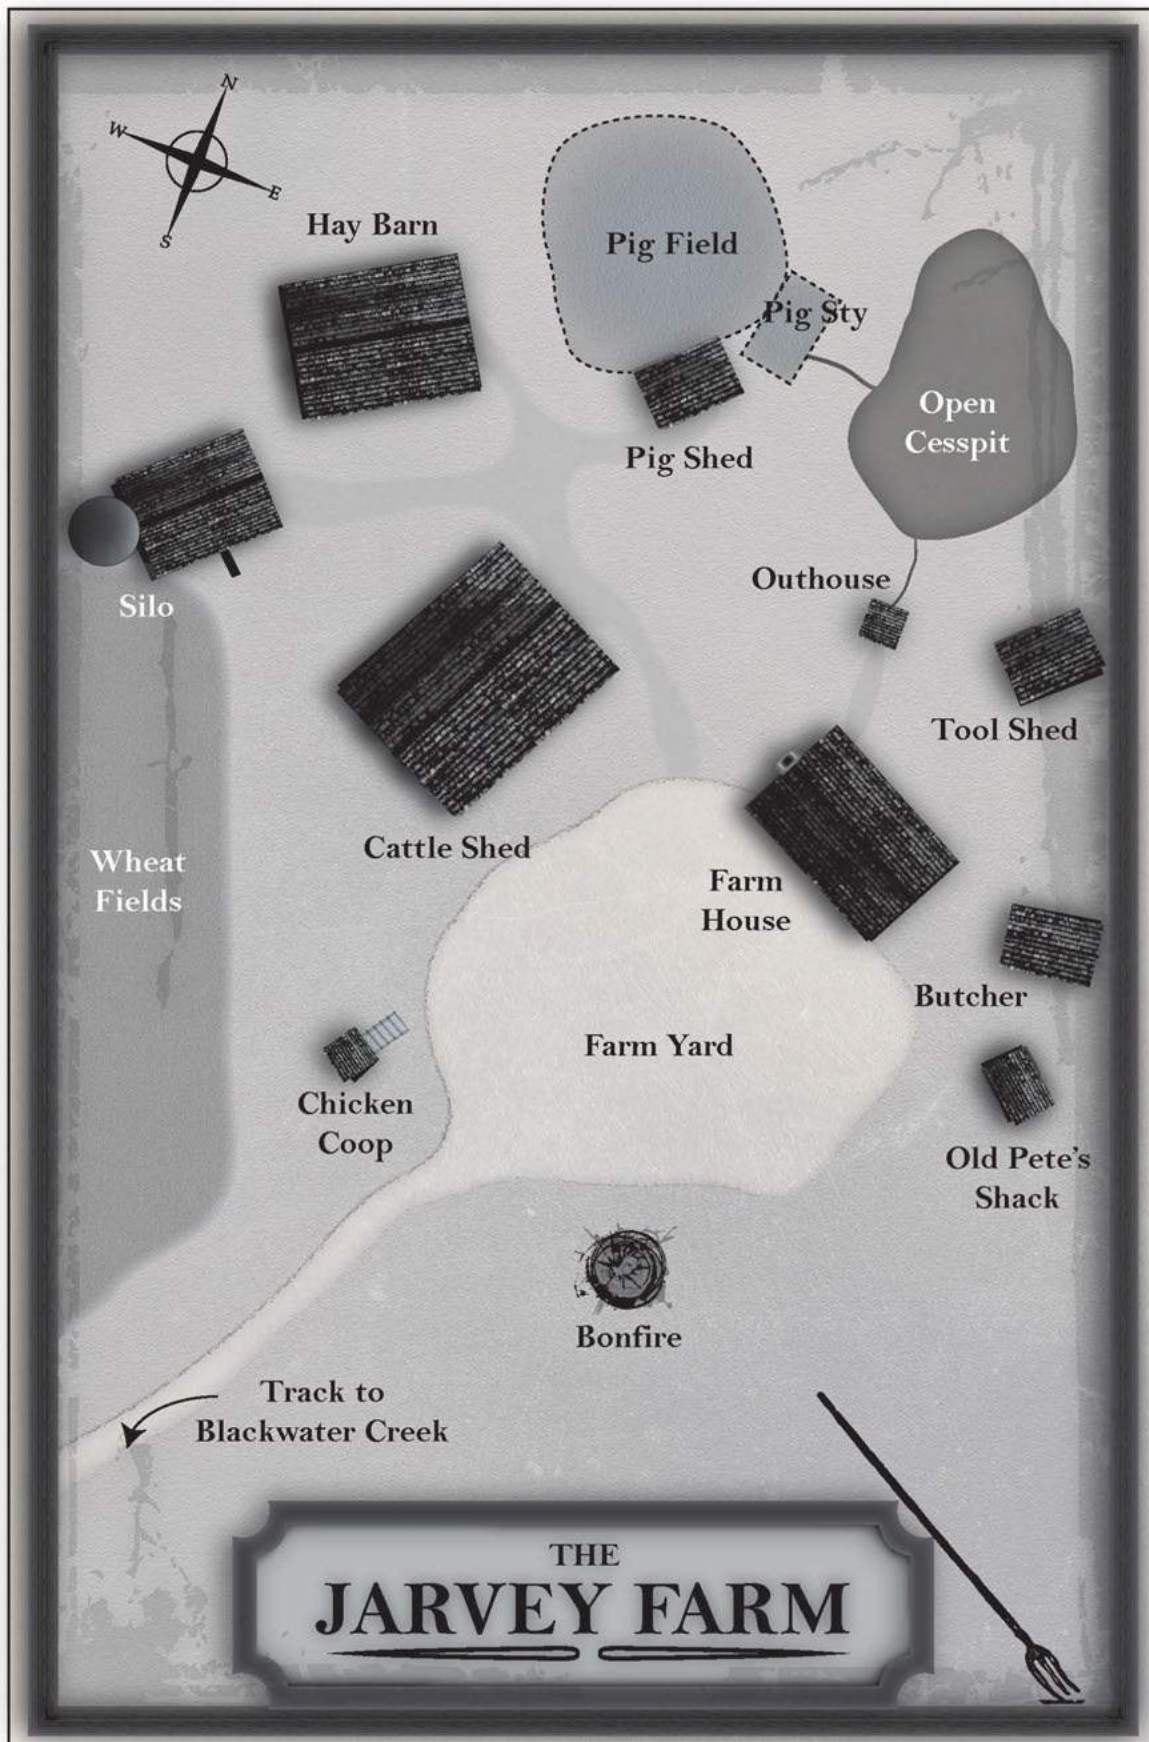 N
W
E
S
Hay Barn
Pig Field
Pig Sty
Open
Cesspit
Pig Shed
Outhouse
Silo
Tool Shed
Cattle Shed
Wheat
Fields
Farm
House
Butcher
Farm Yard
Chicken
Coop
Old Pete's
Shack
Bonfire
Track to
Blackwater Creek
THE
JARVEY FARM